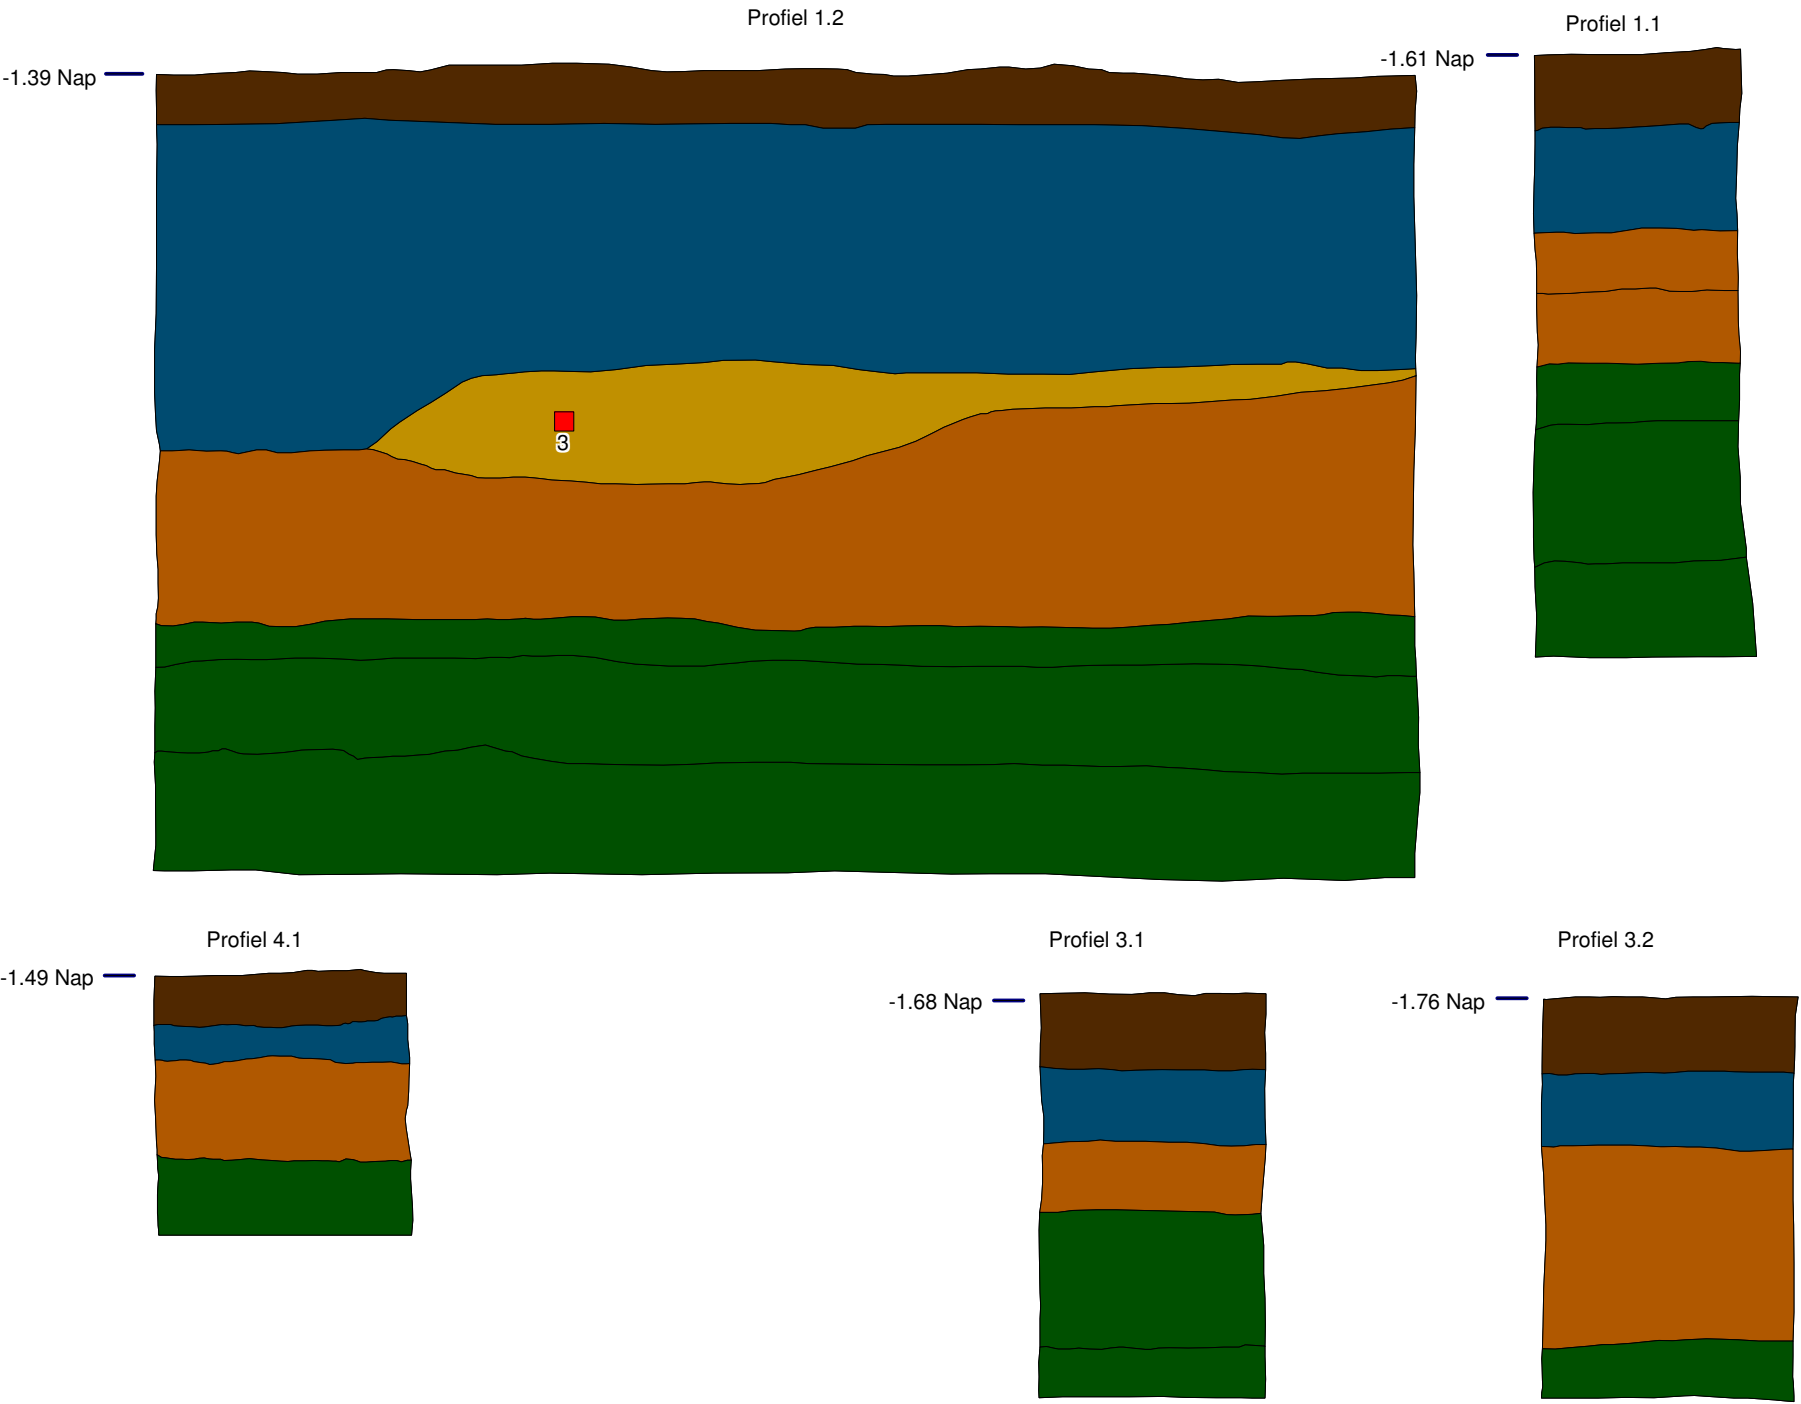 Profiel 1.2
Profiel 1.1
-1.39 Nap
-1.61 Nap
3
Profiel 4.1
Profiel 3.1
Profiel 3.2
-1.49 Nap
-1.68 Nap
-1.76 Nap